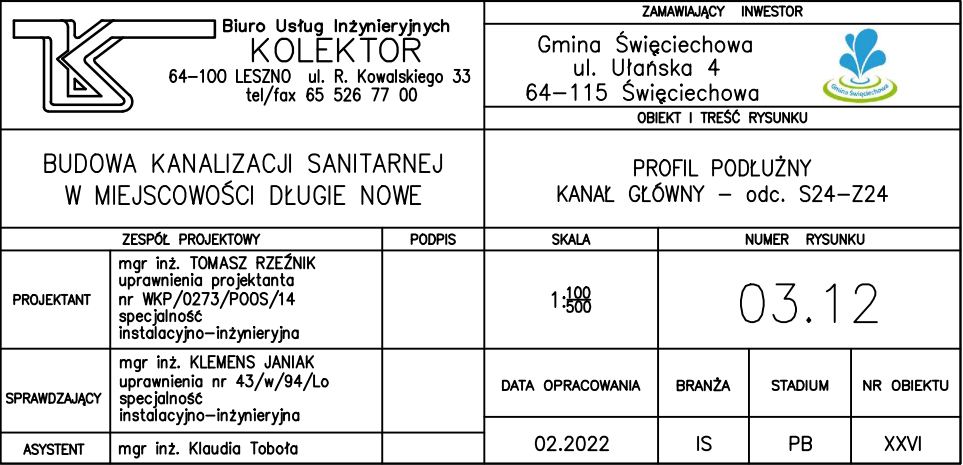 Biuro Usług Inżynieryjnych
KOLEKTOR
64-100 LESZNO ul. R. Kowalskiego 33
tel/fax 65 526 77 00
ZAMAWIAJĄCY INWESTOR
Gmina Święciechowa
ul. Ułańska 4
64-115 Święciechowa
Gmina Święciechowa
OBIEKT I TREŚĆ RYSUNKU
BUDOWA KANALIZACJI SANITARNEJ
W MIEJSCOWOŚCI DŁUGIE NOWE
PROFIL PODŁUŻNY
KANAŁ GŁÓWNY - odc. S24-Z24
ZESPÓŁ PROJEKTOWY
PODPIS
SKALA
NUMER RYSUNKU
PROJEKTANT
mgr inż. TOMASZ RZEŹNIK
uprawnienia projektanta
nr WKP/0273/POOS/14
specjalność
instalacyjno-inżynieryjna
1:100/500
03.12
SPRAWDZAJĄCY
mgr inż. KLEMENS JANIAK
uprawnienia nr 43/w/94/Lo
specjalność
instalacyjno-inżynieryjna
DATA OPRACOWANIA
BRANŻA
STADIUM
NR OBIEKTU
ASYSTENT
mgr inż. Klaudia Toboła
02.2022
IS
PB
XXVI